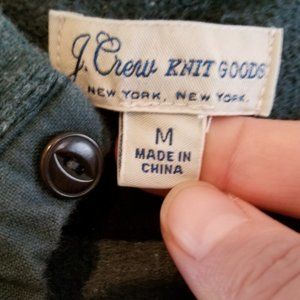 J. Crew KNIT GOODS
NEW YORK, NEW YORK.
M
MADE IN
CHINA